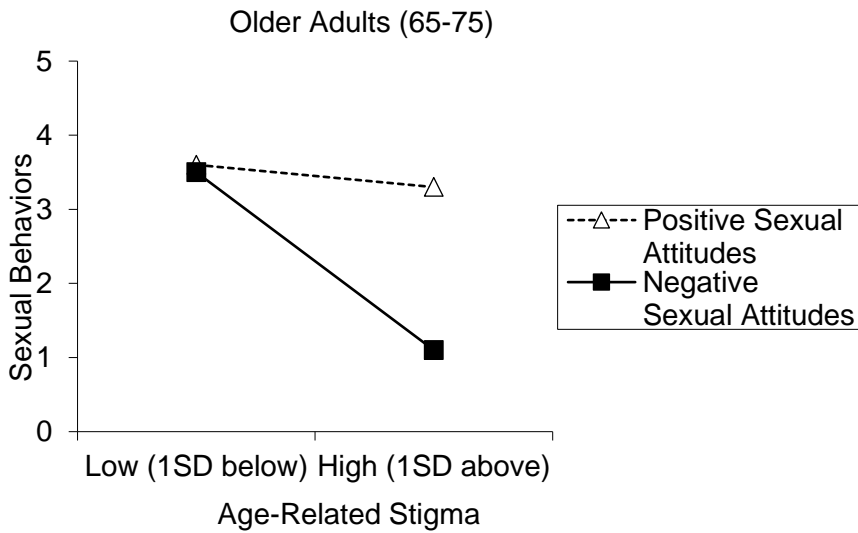 Older Adults (65-75)
5
4
3
2
1
0
Sexual Behaviors
Low (1SD below) High (1SD above)
Age-Related Stigma
Positive Sexual
Attitudes
Negative
Sexual Attitudes